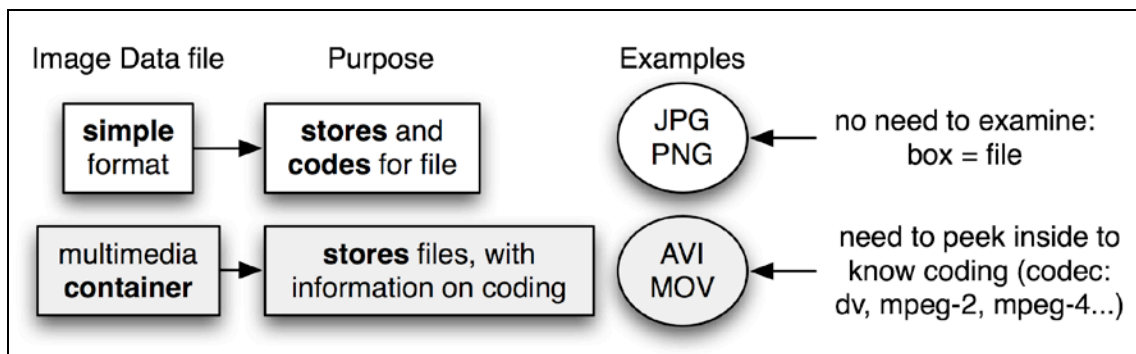 Image Data file
Purpose
Examples
simple
format
stores and
codes for file
JPG
PNG
no need to examine:
box = file
multimedia
container
stores files, with
information on coding
AVI
MOV
need to peek inside to
know coding (codec:
dv, mpeg-2, mpeg-4...)